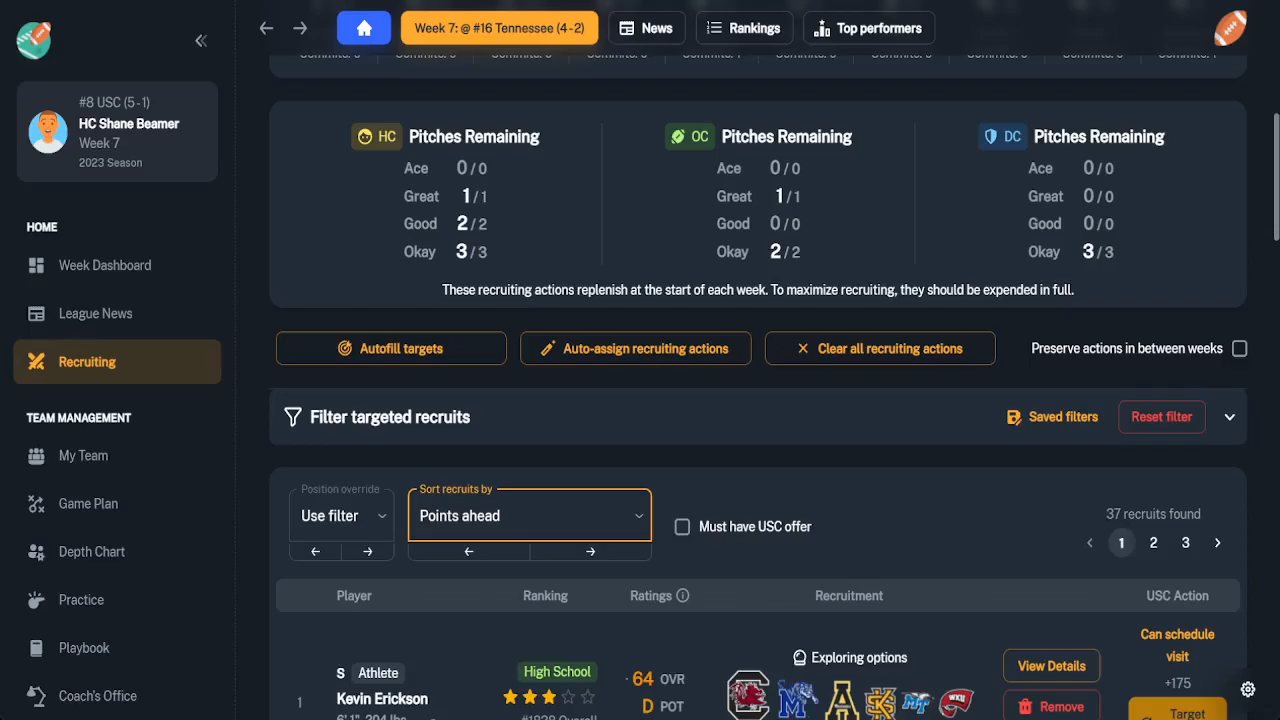 Week 7: @ #16 Tennessee (4-2)
News
Rankings
Top performers
#8 USC (5-1)
HC Shane Beamer
Week 7
2023 Season
HOME
Week Dashboard
League News
Recruiting
TEAM MANAGEMENT
My Team
Game Plan
Depth Chart
Practice
Playbook
Coach's Office
HC Pitches Remaining
Ace 0/0
Great 1/1
Good 2/2
Okay 3/3
OC Pitches Remaining
Ace 0/0
Great 1/1
Good 0/0
Okay 2/2
DC Pitches Remaining
Ace 0/0
Great 0/0
Good 0/0
Okay 3/3
These recruiting actions replenish at the start of each week. To maximize recruiting, they should be expended in full.
Autofill targets
Auto-assign recruiting actions
Clear all recruiting actions
Preserve actions in between weeks
Filter targeted recruits
Saved filters
Reset filter
Position override
Use filter
Sort recruits by
Points ahead
Must have USC offer
37 recruits found
1 2 3
Player Ranking Ratings Recruitment USC Action
1
S Athlete
Kevin Erickson
High School
64 OVR
D POT
Exploring options
WKU
View Details
Remove
Can schedule
visit
+175
Target